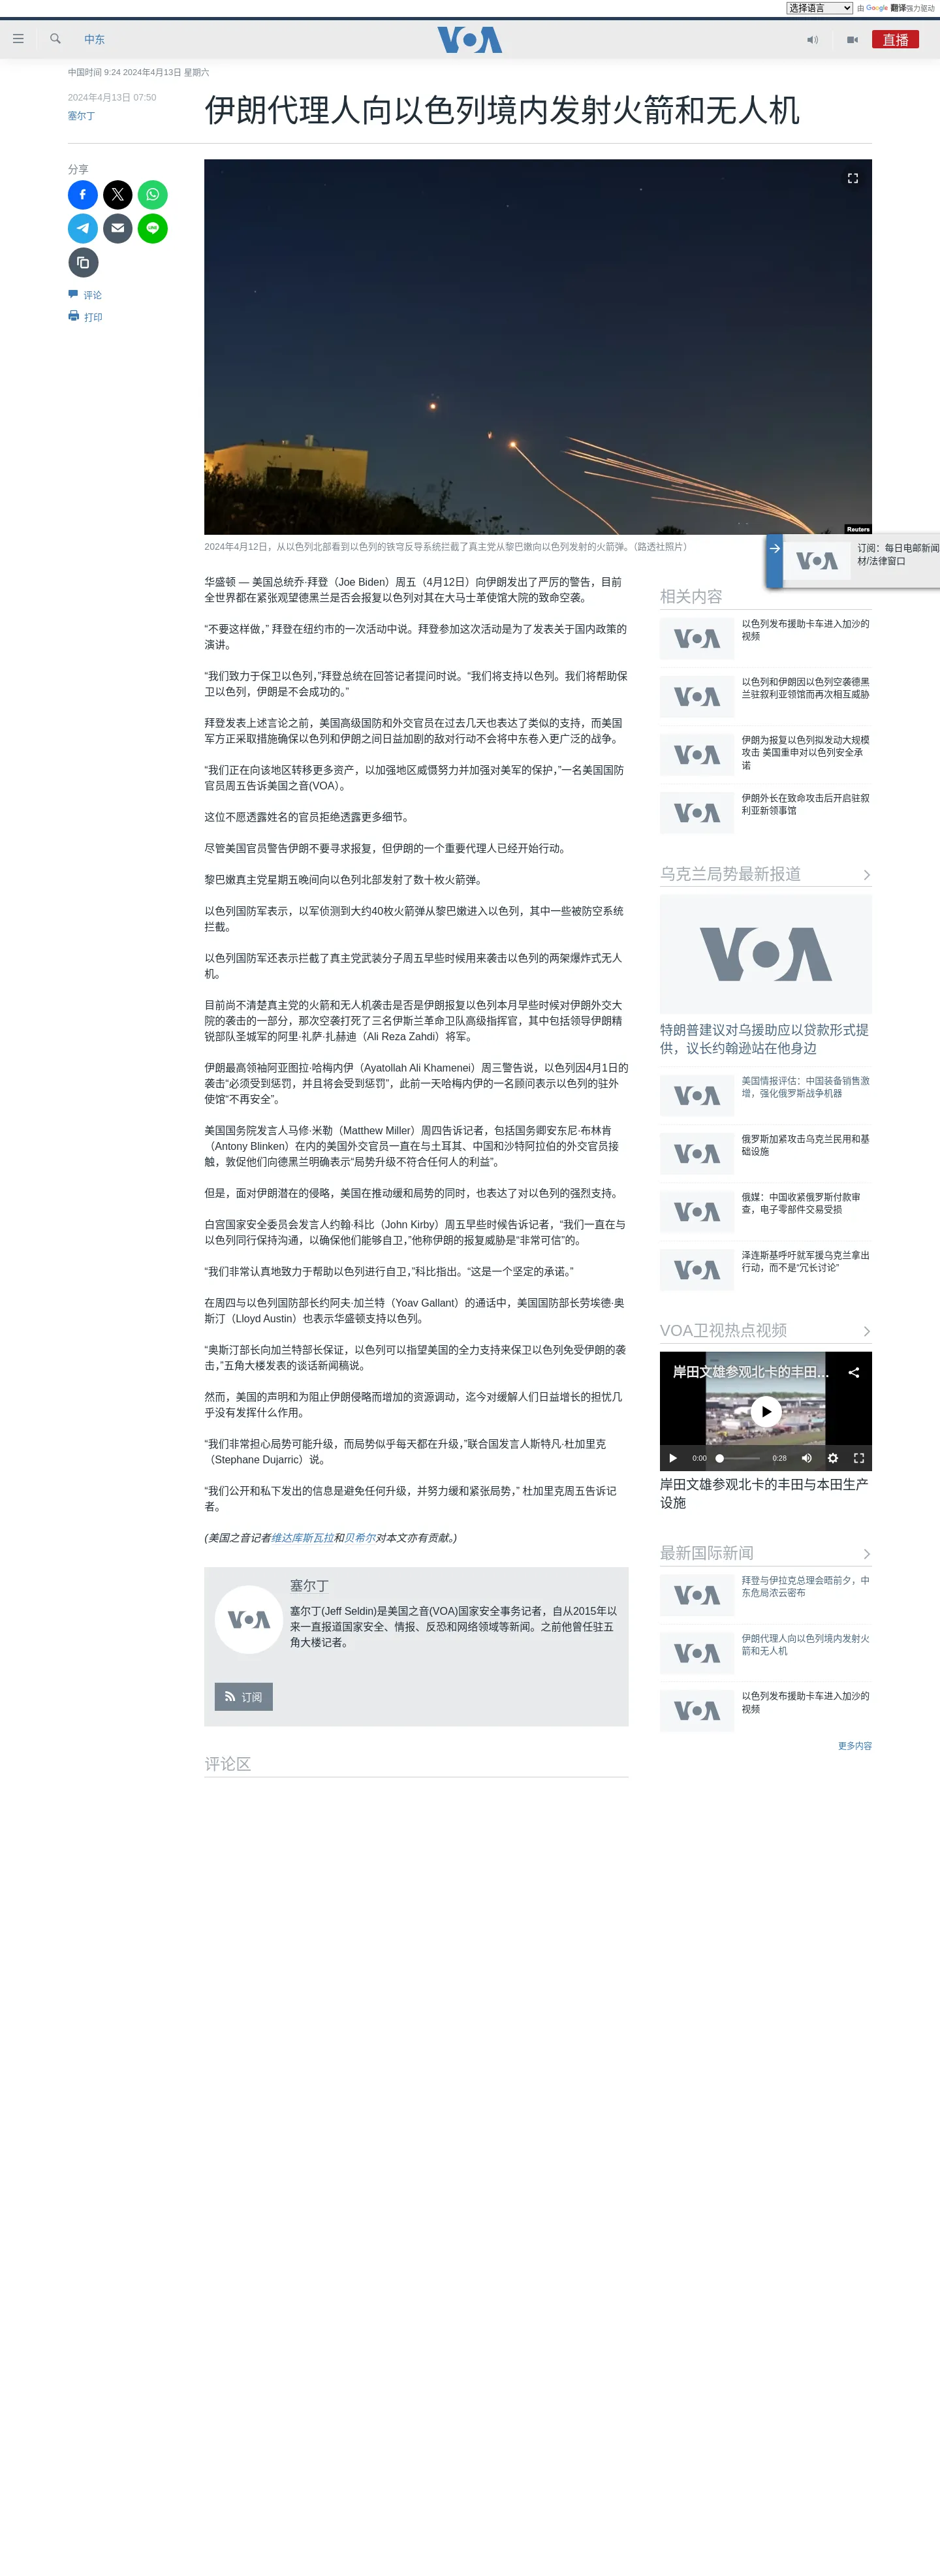 选择语言 由 Google 翻译强力驱动
中东
VOA
直播
中国时间 9:24 2024年4月13日 星期六
2024年4月13日 07:50
塞尔丁
伊朗代理人向以色列境内发射火箭和无人机
分享
评论
打印
Reuters
2024年4月12日，从以色列北部看到以色列的铁穹反导系统拦截了真主党从黎巴嫩向以色列发射的火箭弹。（路透社照片）
VOA
订阅：每日电邮新闻
材/法律窗口
华盛顿 — 美国总统乔·拜登（Joe Biden）周五（4月12日）向伊朗发出了严厉的警告，目前
全世界都在紧张观望德黑兰是否会报复以色列对其在大马士革使馆大院的致命空袭。
“不要这样做，” 拜登在纽约市的一次活动中说。拜登参加这次活动是为了发表关于国内政策的
演讲。
“我们致力于保卫以色列，”拜登总统在回答记者提问时说。“我们将支持以色列。我们将帮助保
卫以色列，伊朗是不会成功的。”
拜登发表上述言论之前，美国高级国防和外交官员在过去几天也表达了类似的支持，而美国
军方正采取措施确保以色列和伊朗之间日益加剧的敌对行动不会将中东卷入更广泛的战争。
“我们正在向该地区转移更多资产，以加强地区威慑努力并加强对美军的保护，”一名美国国防
官员周五告诉美国之音(VOA）。
这位不愿透露姓名的官员拒绝透露更多细节。
尽管美国官员警告伊朗不要寻求报复，但伊朗的一个重要代理人已经开始行动。
黎巴嫩真主党星期五晚间向以色列北部发射了数十枚火箭弹。
以色列国防军表示，以军侦测到大约40枚火箭弹从黎巴嫩进入以色列，其中一些被防空系统
拦截。
以色列国防军还表示拦截了真主党武装分子周五早些时候用来袭击以色列的两架爆炸式无人
机。
目前尚不清楚真主党的火箭和无人机袭击是否是伊朗报复以色列本月早些时候对伊朗外交大
院的袭击的一部分，那次空袭打死了三名伊斯兰革命卫队高级指挥官，其中包括领导伊朗精
锐部队圣城军的阿里·礼萨·扎赫迪（Ali Reza Zahdi）将军。
伊朗最高领袖阿亚图拉·哈梅内伊（Ayatollah Ali Khamenei）周三警告说，以色列因4月1日的
袭击“必须受到惩罚，并且将会受到惩罚”，此前一天哈梅内伊的一名顾问表示以色列的驻外
使馆“不再安全”。
美国国务院发言人马修·米勒（Matthew Miller）周四告诉记者，包括国务卿安东尼·布林肯
（Antony Blinken）在内的美国外交官员一直在与土耳其、中国和沙特阿拉伯的外交官员接
触，敦促他们向德黑兰明确表示“局势升级不符合任何人的利益”。
但是，面对伊朗潜在的侵略，美国在推动缓和局势的同时，也表达了对以色列的强烈支持。
白宫国家安全委员会发言人约翰·科比（John Kirby）周五早些时候告诉记者，“我们一直在与
以色列同行保持沟通，以确保他们能够自卫，”他称伊朗的报复威胁是“非常可信”的。
“我们非常认真地致力于帮助以色列进行自卫，”科比指出。“这是一个坚定的承诺。”
在周四与以色列国防部长约阿夫·加兰特（Yoav Gallant）的通话中，美国国防部长劳埃德·奥
斯汀（Lloyd Austin）也表示华盛顿支持以色列。
“奥斯汀部长向加兰特部长保证，以色列可以指望美国的全力支持来保卫以色列免受伊朗的袭
击，”五角大楼发表的谈话新闻稿说。
然而，美国的声明和为阻止伊朗侵略而增加的资源调动，迄今对缓解人们日益增长的担忧几
乎没有发挥什么作用。
“我们非常担心局势可能升级，而局势似乎每天都在升级，”联合国发言人斯特凡·杜加里克
（Stephane Dujarric）说。
“我们公开和私下发出的信息是避免任何升级，并努力缓和紧张局势，” 杜加里克周五告诉记
者。
(美国之音记者维达库斯瓦拉和贝希尔对本文亦有贡献。)
VOA
塞尔丁
塞尔丁(Jeff Seldin)是美国之音(VOA)国家安全事务记者，自从2015年以
来一直报道国家安全、情报、反恐和网络领域等新闻。之前他曾任驻五
角大楼记者。
订阅
评论区
相关内容
VOA
以色列发布援助卡车进入加沙的
视频
VOA
以色列和伊朗因以色列空袭德黑
兰驻叙利亚领馆而再次相互威胁
VOA
伊朗为报复以色列拟发动大规模
攻击 美国重申对以色列安全承
诺
VOA
伊朗外长在致命攻击后开启驻叙
利亚新领事馆
乌克兰局势最新报道
VOA
特朗普建议对乌援助应以贷款形式提
供，议长约翰逊站在他身边
VOA
美国情报评估：中国装备销售激
增，强化俄罗斯战争机器
VOA
俄罗斯加紧攻击乌克兰民用和基
础设施
VOA
俄媒：中国收紧俄罗斯付款审
查，电子零部件交易受损
VOA
泽连斯基呼吁就军援乌克兰拿出
行动，而不是“冗长讨论”
VOA卫视热点视频
岸田文雄参观北卡的丰田...
0:00 0:28
岸田文雄参观北卡的丰田与本田生产
设施
最新国际新闻
VOA
拜登与伊拉克总理会晤前夕，中
东危局浓云密布
VOA
伊朗代理人向以色列境内发射火
箭和无人机
VOA
以色列发布援助卡车进入加沙的
视频
更多内容